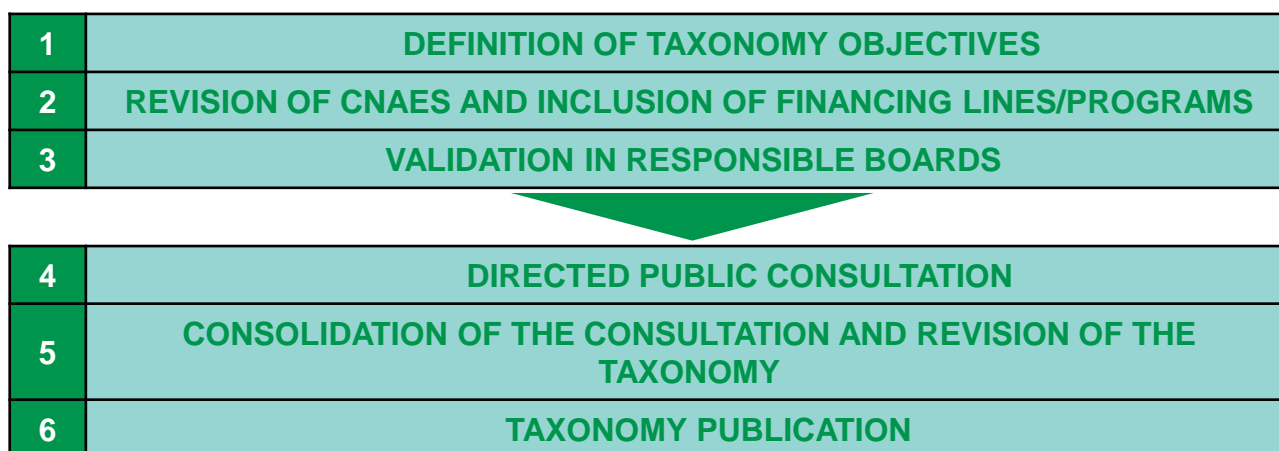 1 DEFINITION OF TAXONOMY OBJECTIVES
2 REVISION OF CNAES AND INCLUSION OF FINANCING LINES/PROGRAMS
3 VALIDATION IN RESPONSIBLE BOARDS
4 DIRECTED PUBLIC CONSULTATION
5 CONSOLIDATION OF THE CONSULTATION AND REVISION OF THE
TAXONOMY
6 TAXONOMY PUBLICATION